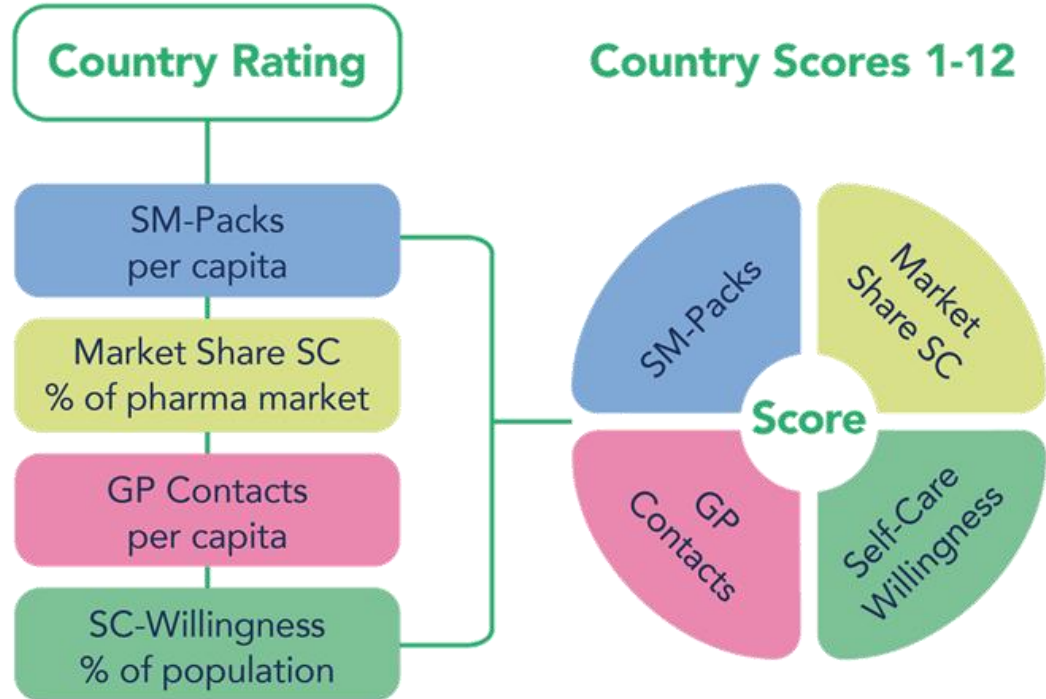 Country Rating
SM-Packs
per capita
Market Share SC
% of pharma market
GP Contacts
per capita
SC-Willingness
% of population
Country Scores 1-12
SM-Packs
Market
Share SC
Score
GP
Contacts
Self-Care
Willingness